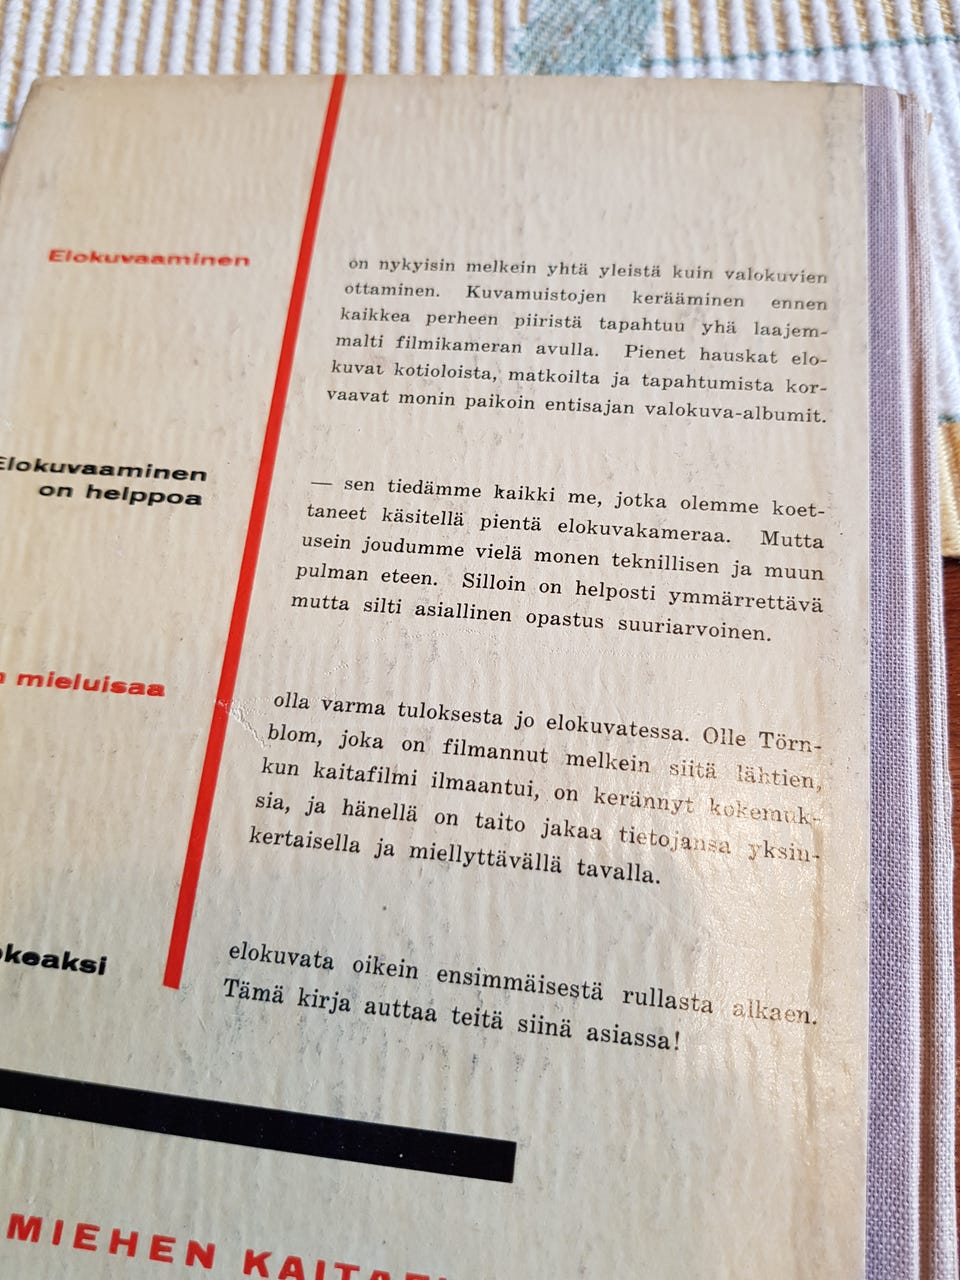 Elokuvaaminen
on nykyisin melkein yhtä yleistä kuin valokuvien
ottaminen. Kuvamuistojen kerääminen ennen
kaikkea perheen piiristä tapahtuu yhä laajem-
malti filmikameran avulla. Pienet hauskat elo-
kuvat kotioloista, matkoilta ja tapahtumista kor-
vaavat monin paikoin entisajan valokuva-albumit.
Elokuvaaminen
on helppoa
— sen tiedämme kaikki me, jotka olemme koet-
taneet käsitellä pientä elokuvakameraa. Mutta
usein joudumme vielä monen teknillisen ja muun
pulman eteen. Silloin on helposti ymmärrettävä
mutta silti asiallinen opastus suuriarvoinen.
mieluisaa
olla varma tuloksesta jo elokuvatessa. Olle Törn-
blom, joka on filmannut melkein siitä lähtien,
kun kaitafilmi ilmaantui, on kerännyt kokemuk-
sia, ja hänellä on taito jakaa tietojansa yksin-
kertaisella ja miellyttävällä tavalla.
keaksi
elokuvata oikein ensimmäisestä rullasta alkaen.
Tämä kirja auttaa teitä siinä asiassa!
MIEHEN